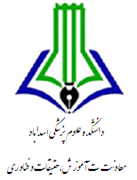 دانشکده علوم پزشکی اسدآباد
معاونت آموزش، تحقیقات و فناوری